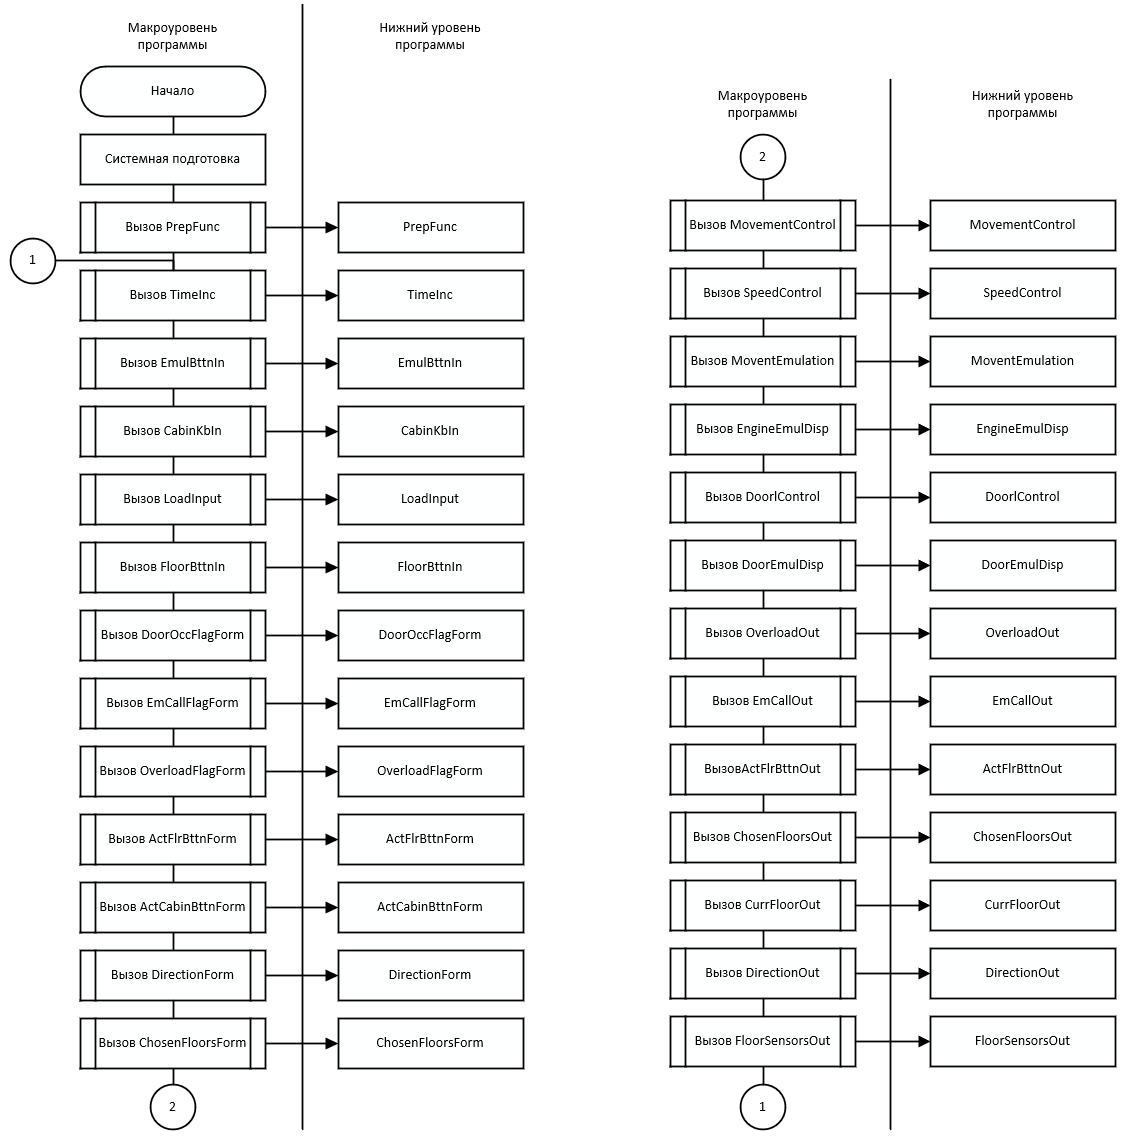 Макроуровень
программы
Нижний уровень
программы
Начало
Системная подготовка
Вызов PrepFunc
PrepFunc
1
Вызов TimeInc
TimeInc
Вызов EmulBttnIn
EmulBttnIn
Вызов CabinKbIn
CabinKbIn
Вызов LoadInput
LoadInput
Вызов FloorBttnIn
FloorBttnIn
Вызов DoorOccFlagForm
DoorOccFlagForm
Вызов EmCallFlagForm
EmCallFlagForm
Вызов OverloadFlagForm
OverloadFlagForm
Вызов ActFlrBttnForm
ActFlrBttnForm
Вызов ActCabinBttnForm
ActCabinBttnForm
Вызов DirectionForm
DirectionForm
Вызов ChosenFloorsForm
ChosenFloorsForm
2
Макроуровень
программы
Нижний уровень
программы
2
Вызов MovementControl
MovementControl
Вызов SpeedControl
SpeedControl
Вызов MoventEmulation
MoventEmulation
Вызов EngineEmulDisp
EngineEmulDisp
Вызов DoorlControl
DoorlControl
Вызов DoorEmulDisp
DoorEmulDisp
Вызов OverloadOut
OverloadOut
Вызов EmCallOut
EmCallOut
ВызовActFlrBttnOut
ActFlrBttnOut
Вызов ChosenFloorsOut
ChosenFloorsOut
Вызов CurrFloorOut
CurrFloorOut
Вызов DirectionOut
DirectionOut
Вызов FloorSensorsOut
FloorSensorsOut
1